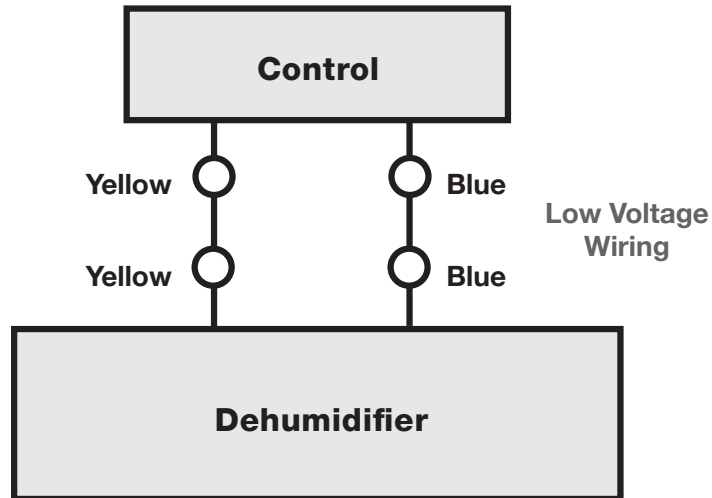 Control
Yellow
Blue
Low Voltage
Wiring
Yellow
Blue
Dehumidifier